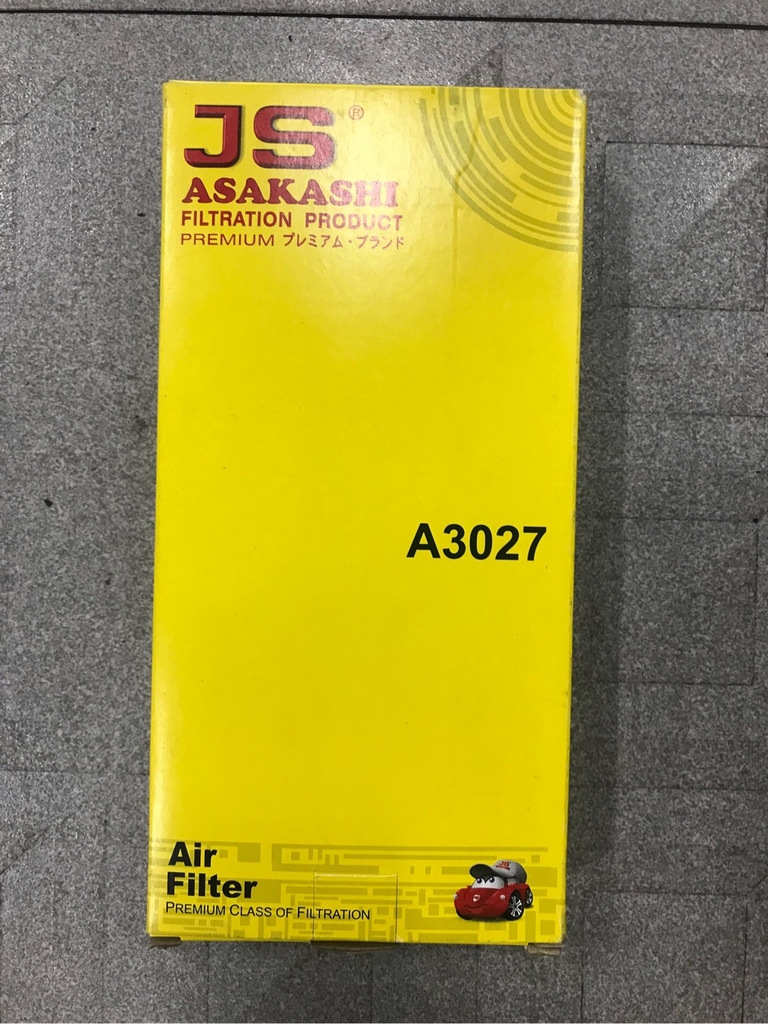 JS®
ASAKASHI
FILTRATION PRODUCT
PREMIUM プレミアム・ブランド
A3027
Air
Filter
PREMIUM CLASS OF FILTRATION